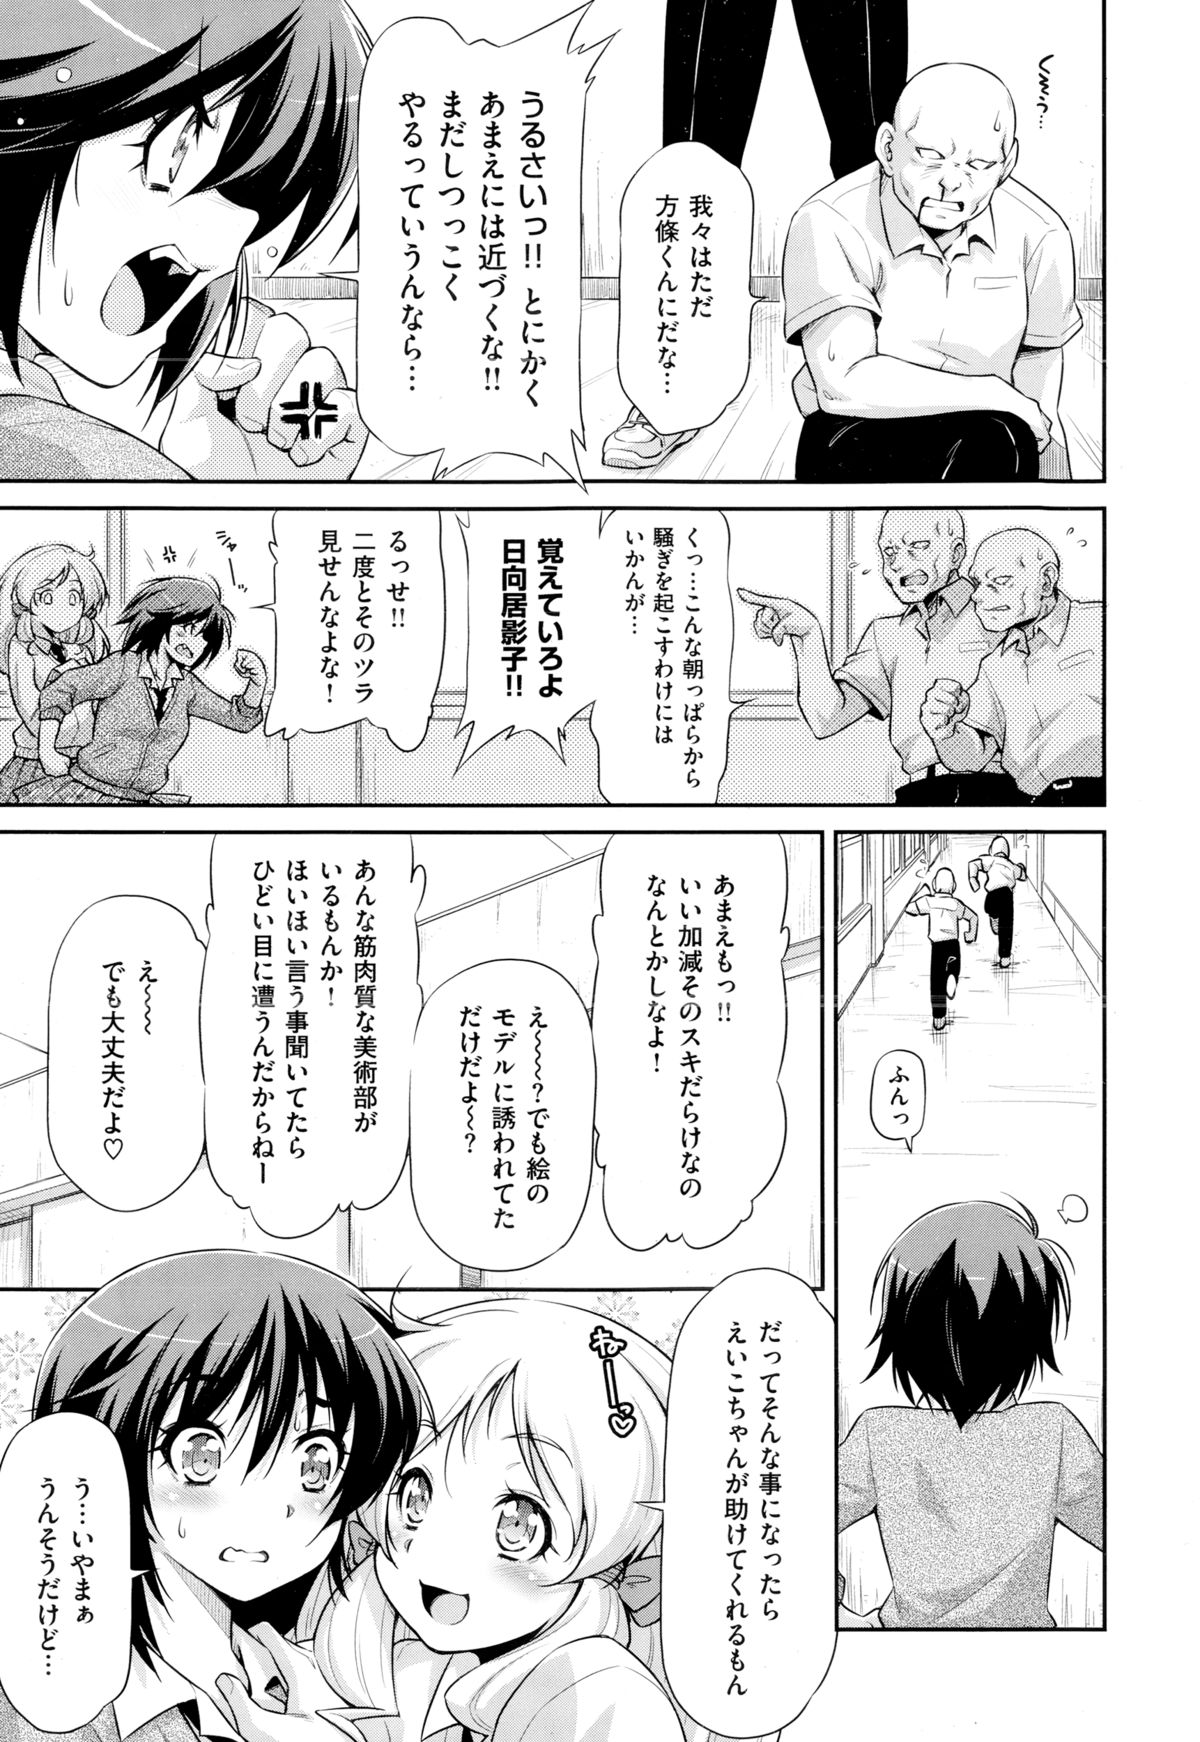 くぅぅ…
我々はただ
方條くんにだな…
うるさいっ!!とにかく
あまえには近づくな!!
まだしつっこく
やるっていうんなら…
くっ…こんな朝っぱらから
騒ぎを起こすわけには
いかんが…
覚えていろよ
日向居影子!!
るっせ!!
二度とそのツラ
見せんなよな!
シャーッ
ふんっ
あまえもっ!!
いい加減そのスキだらけなの
なんとかしなよ!
え〜〜〜?でも絵の
モデルに誘われてた
だけだよ〜?
あんな筋肉質な美術部が
いるもんか!
ほいほい言う事聞いてたら
ひどい目に遭うんだからねー
え〜〜〜
でも大丈夫だよ♡
だってそんな事になったら
えいこちゃんが助けてくれるもん
ねーっ♡
う…いやまぁ
うんそうだけど…